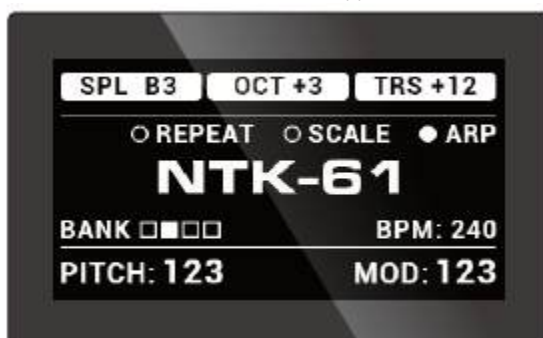 SPL B3 OCT +3 TRS +12
REPEAT SCALE ARP
NTK-61
BANK BPM: 240
PITCH: 123 MOD: 123